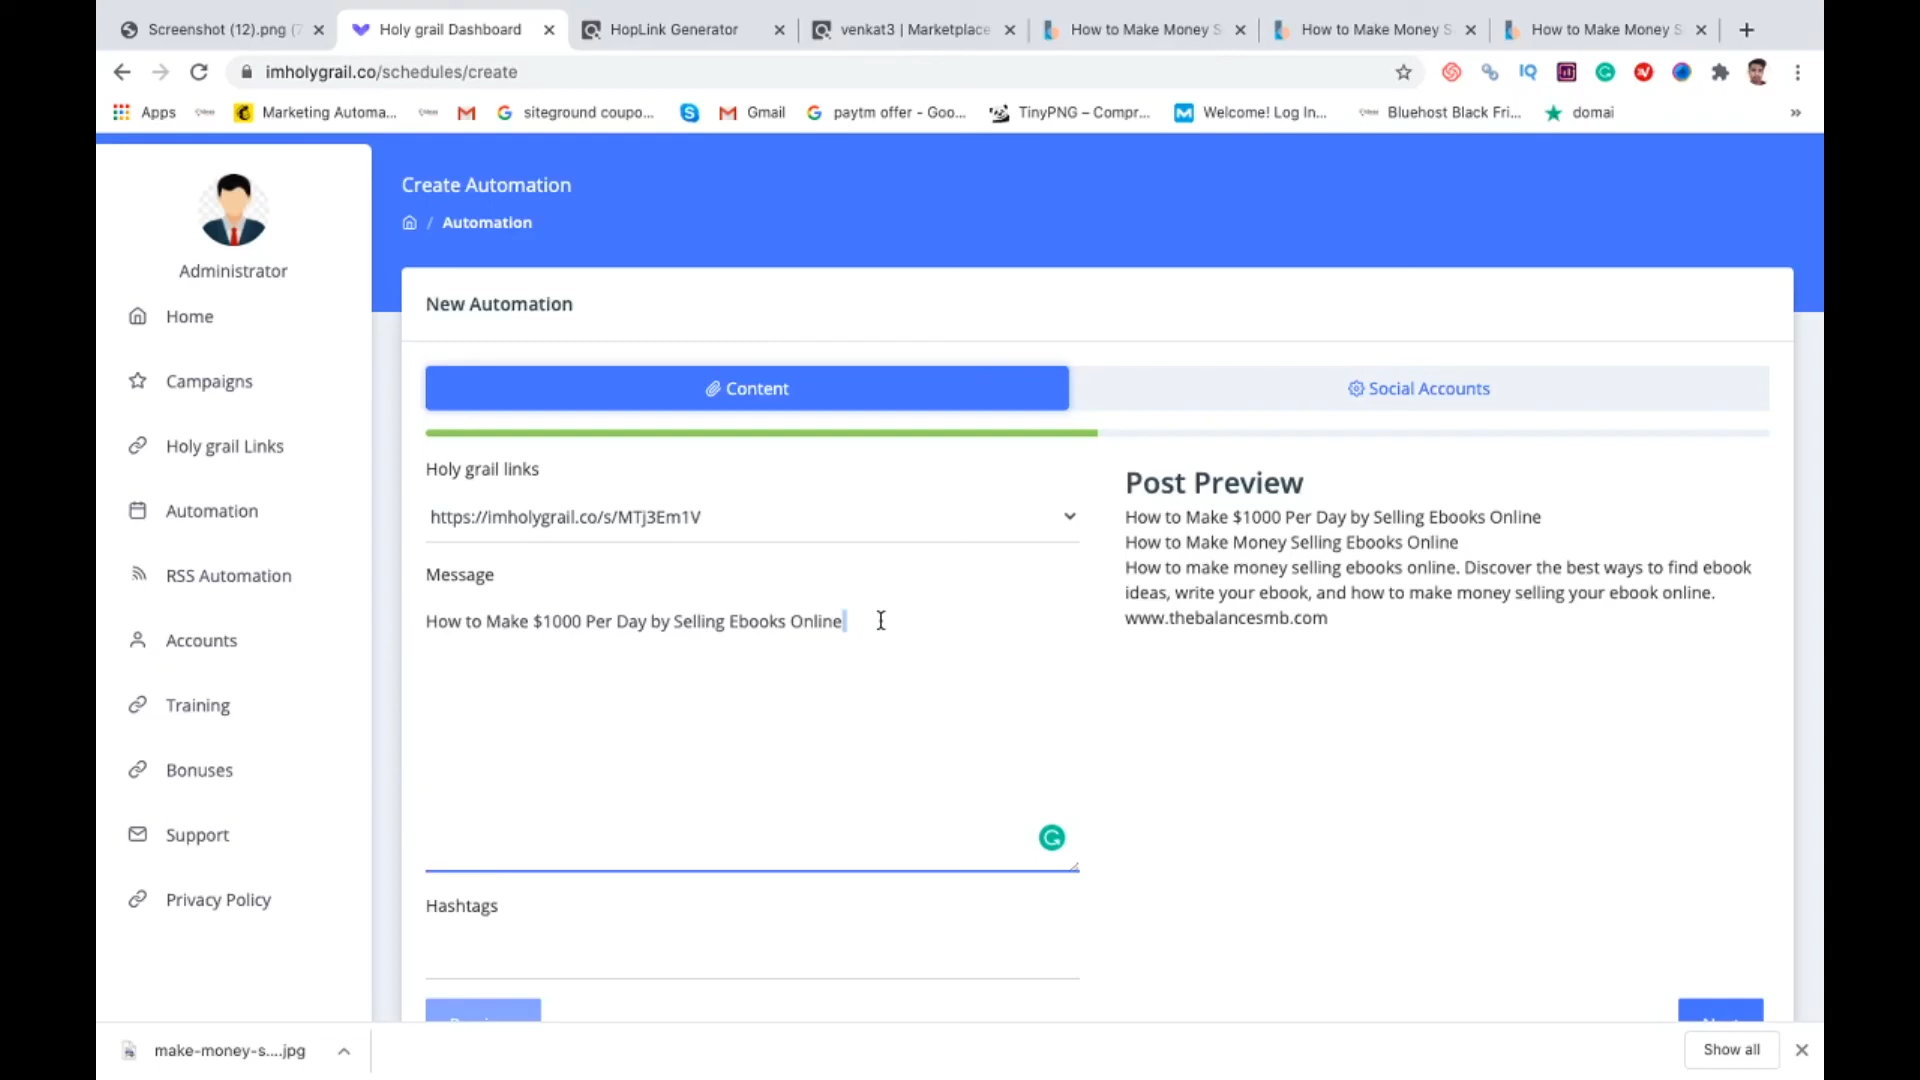 Screenshot (12).png (7
Holy grail Dashboard
HopLink Generator
venkat3 | Marketplace
How to Make Money S
How to Make Money S
How to Make Money S
imholygrail.co/schedules/create
IQ
Apps
Marketing Automa...
siteground coupo...
Gmail
paytm offer - Goo...
TinyPNG – Compr...
Welcome! Log In...
Bluehost Black Fri...
domai
Create Automation
/ Automation
Administrator
Home
Campaigns
Holy grail Links
Automation
RSS Automation
Accounts
Training
Bonuses
Support
Privacy Policy
New Automation
Content
Social Accounts
Holy grail links
https://imholygrail.co/s/MTj3Em1V
Message
How to Make $1000 Per Day by Selling Ebooks Online
Hashtags
Post Preview
How to Make $1000 Per Day by Selling Ebooks Online
How to Make Money Selling Ebooks Online
How to make money selling ebooks online. Discover the best ways to find ebook
ideas, write your ebook, and how to make money selling your ebook online.
www.thebalancesmb.com
make-money-s....jpg
Show all